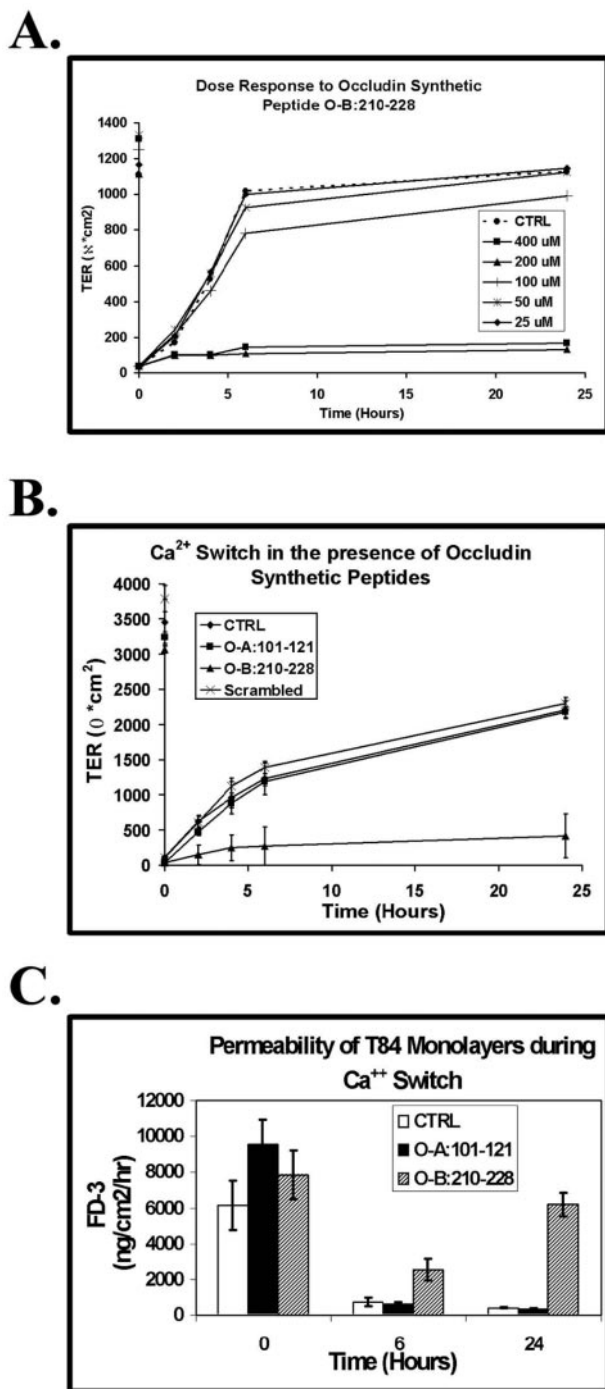 A.
Dose Response to Occludin Synthetic
Peptide O-B:210-228
1400
1200
1000
800
600
400
200
0
TER (¤*cm2)
0
5
10
15
20
25
Time (Hours)
CTRL
400 uM
200 uM
100 uM
50 uM
25 uM
B.
Ca2+ Switch in the presence of Occludin
Synthetic Peptides
4000
3500
3000
2500
2000
1500
1000
500
0
TER (0 *cm2)
0
5
10
15
20
25
Time (Hours)
CTRL
O-A:101-121
O-B:210-228
Scrambled
C.
Permeability of T84 Monolayers during
Ca++ Switch
12000
10000
8000
6000
4000
2000
0
FD-3
(ng/cm2/hr)
0
6
24
Time (Hours)
CTRL
O-A:101-121
O-B:210-228